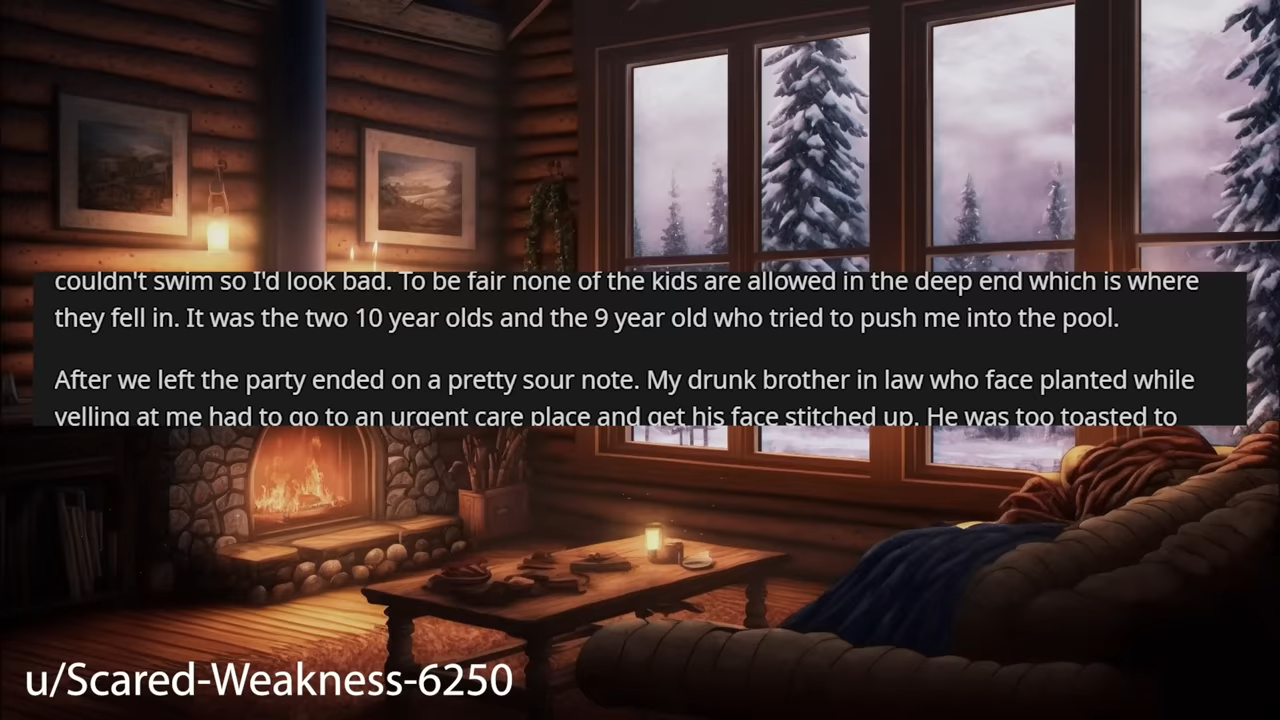 couldn't swim so I'd look bad. To be fair none of the kids are allowed in the deep end which is where
they fell in. It was the two 10 year olds and the 9 year old who tried to push me into the pool.
After we left the party ended on a pretty sour note. My drunk brother in law who face planted while
yelling at me had to go to an urgent care place and get his face stitched up. He was too toasted to
u/Scared-Weakness-6250